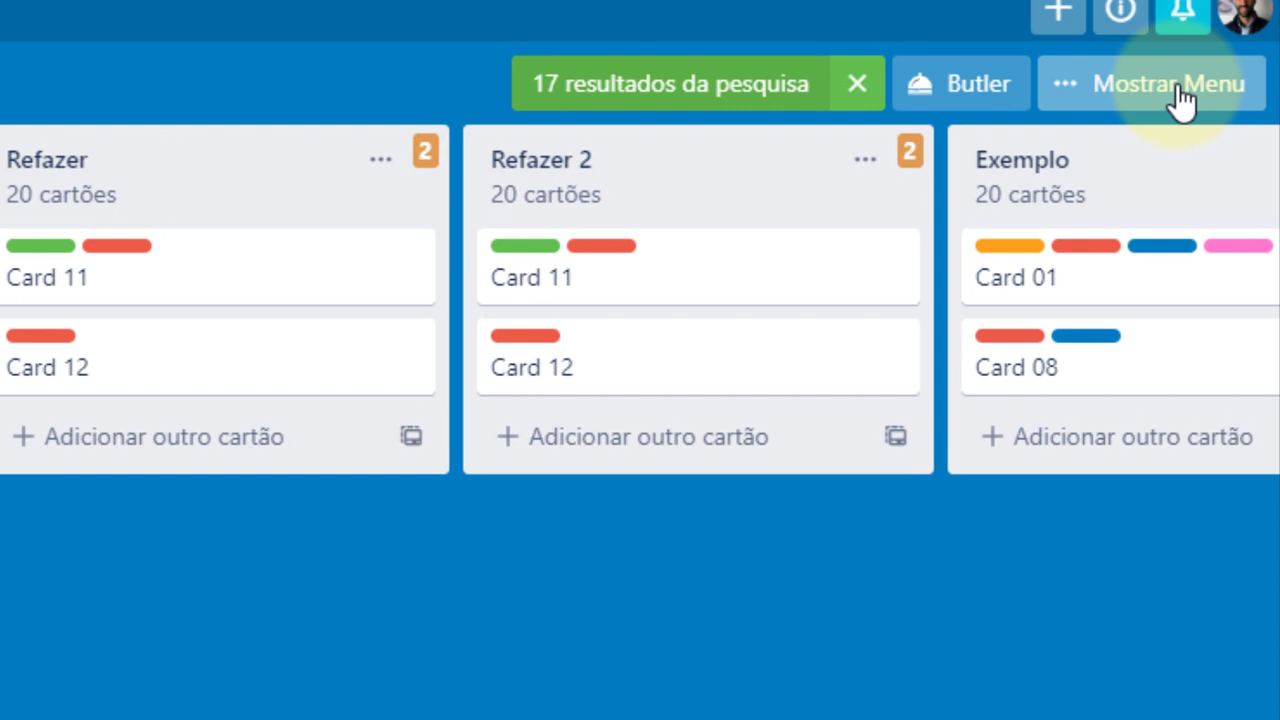 17 resultados da pesquisa
Butler
Mostrar Menu
Refazer
2
20 cartões
Card 11
Card 12
Adicionar outro cartão
Refazer 2
2
20 cartões
Card 11
Card 12
Adicionar outro cartão
Exemplo
20 cartões
Card 01
Card 08
Adicionar outro cartão